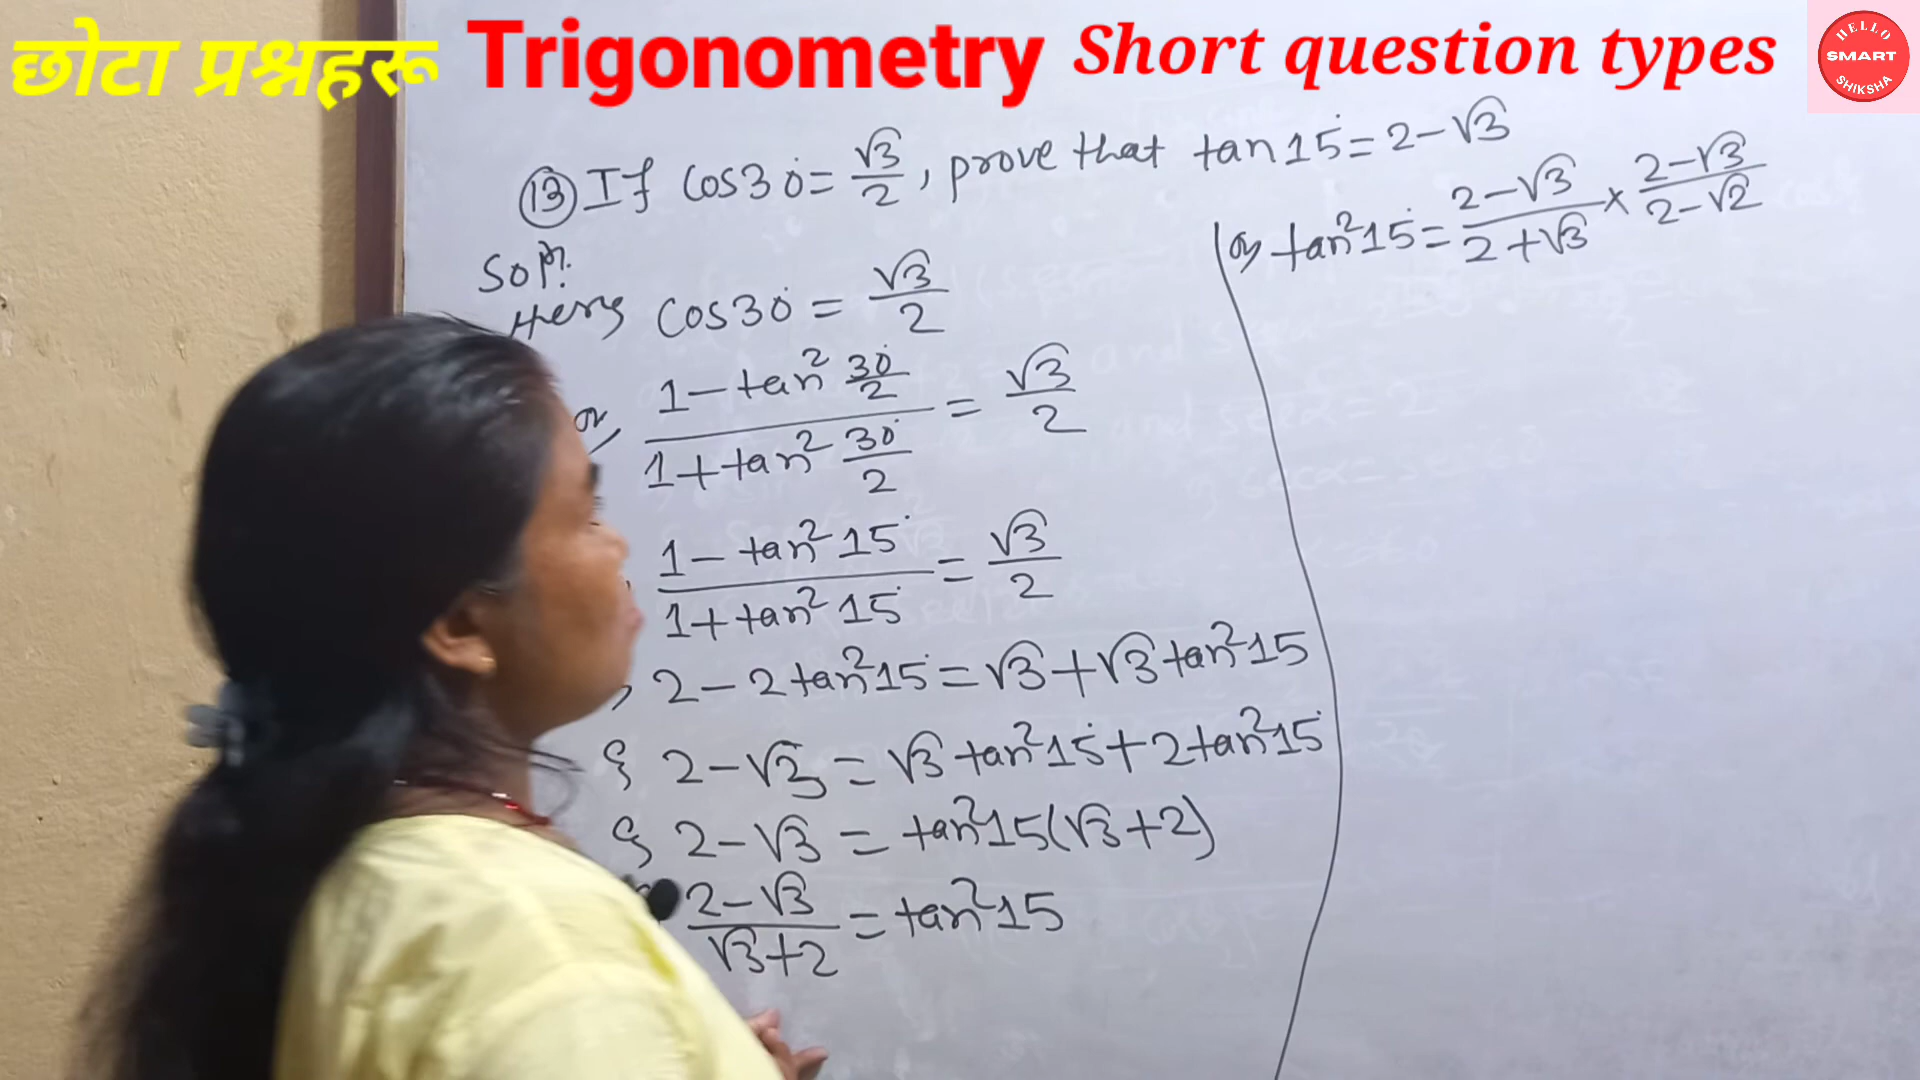 छोटा प्रश्नहरू Trigonometry Short question types
HELLO
SMART
SHIKSHA
(13) If cos30° = √3/2, prove that tan15° = 2-√3
Solⁿ.
Here, cos30° = √3/2
or, (1-tan² 30°/2)/(1+tan² 30°/2) = √3/2
(1-tan²15°)/(1+tan²15°) = √3/2
, 2-2tan²15° = √3+√3tan²15
2-√3 = √3tan²15°+2tan²15°
2-√3 = tan²15(√3+2)
(2-√3)/(√3+2) = tan²15
or tan²15° = (2-√3)/(2+√3) × (2-√3)/(2-√2)